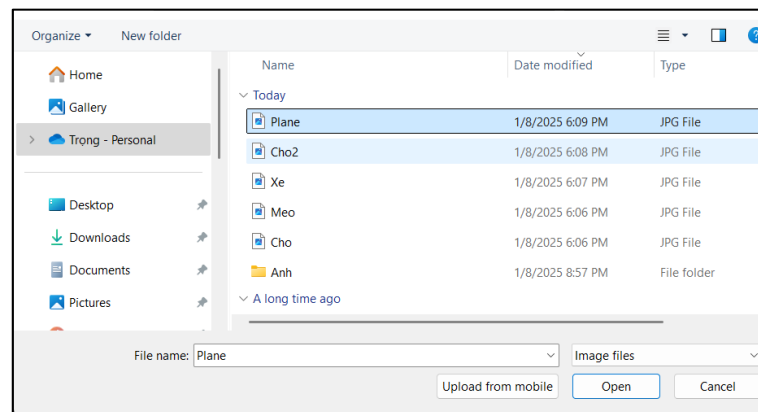 Organize New folder
Name Date modified Type
Home
Gallery
Trọng - Personal
Desktop
Downloads
Documents
Pictures
Today
Plane 1/8/2025 6:09 PM JPG File
Cho2 1/8/2025 6:08 PM JPG File
Xe 1/8/2025 6:07 PM JPG File
Meo 1/8/2025 6:06 PM JPG File
Cho 1/8/2025 6:06 PM JPG File
Anh 1/8/2025 8:57 PM File folder
A long time ago
File name: Plane Image files
Upload from mobile Open Cancel